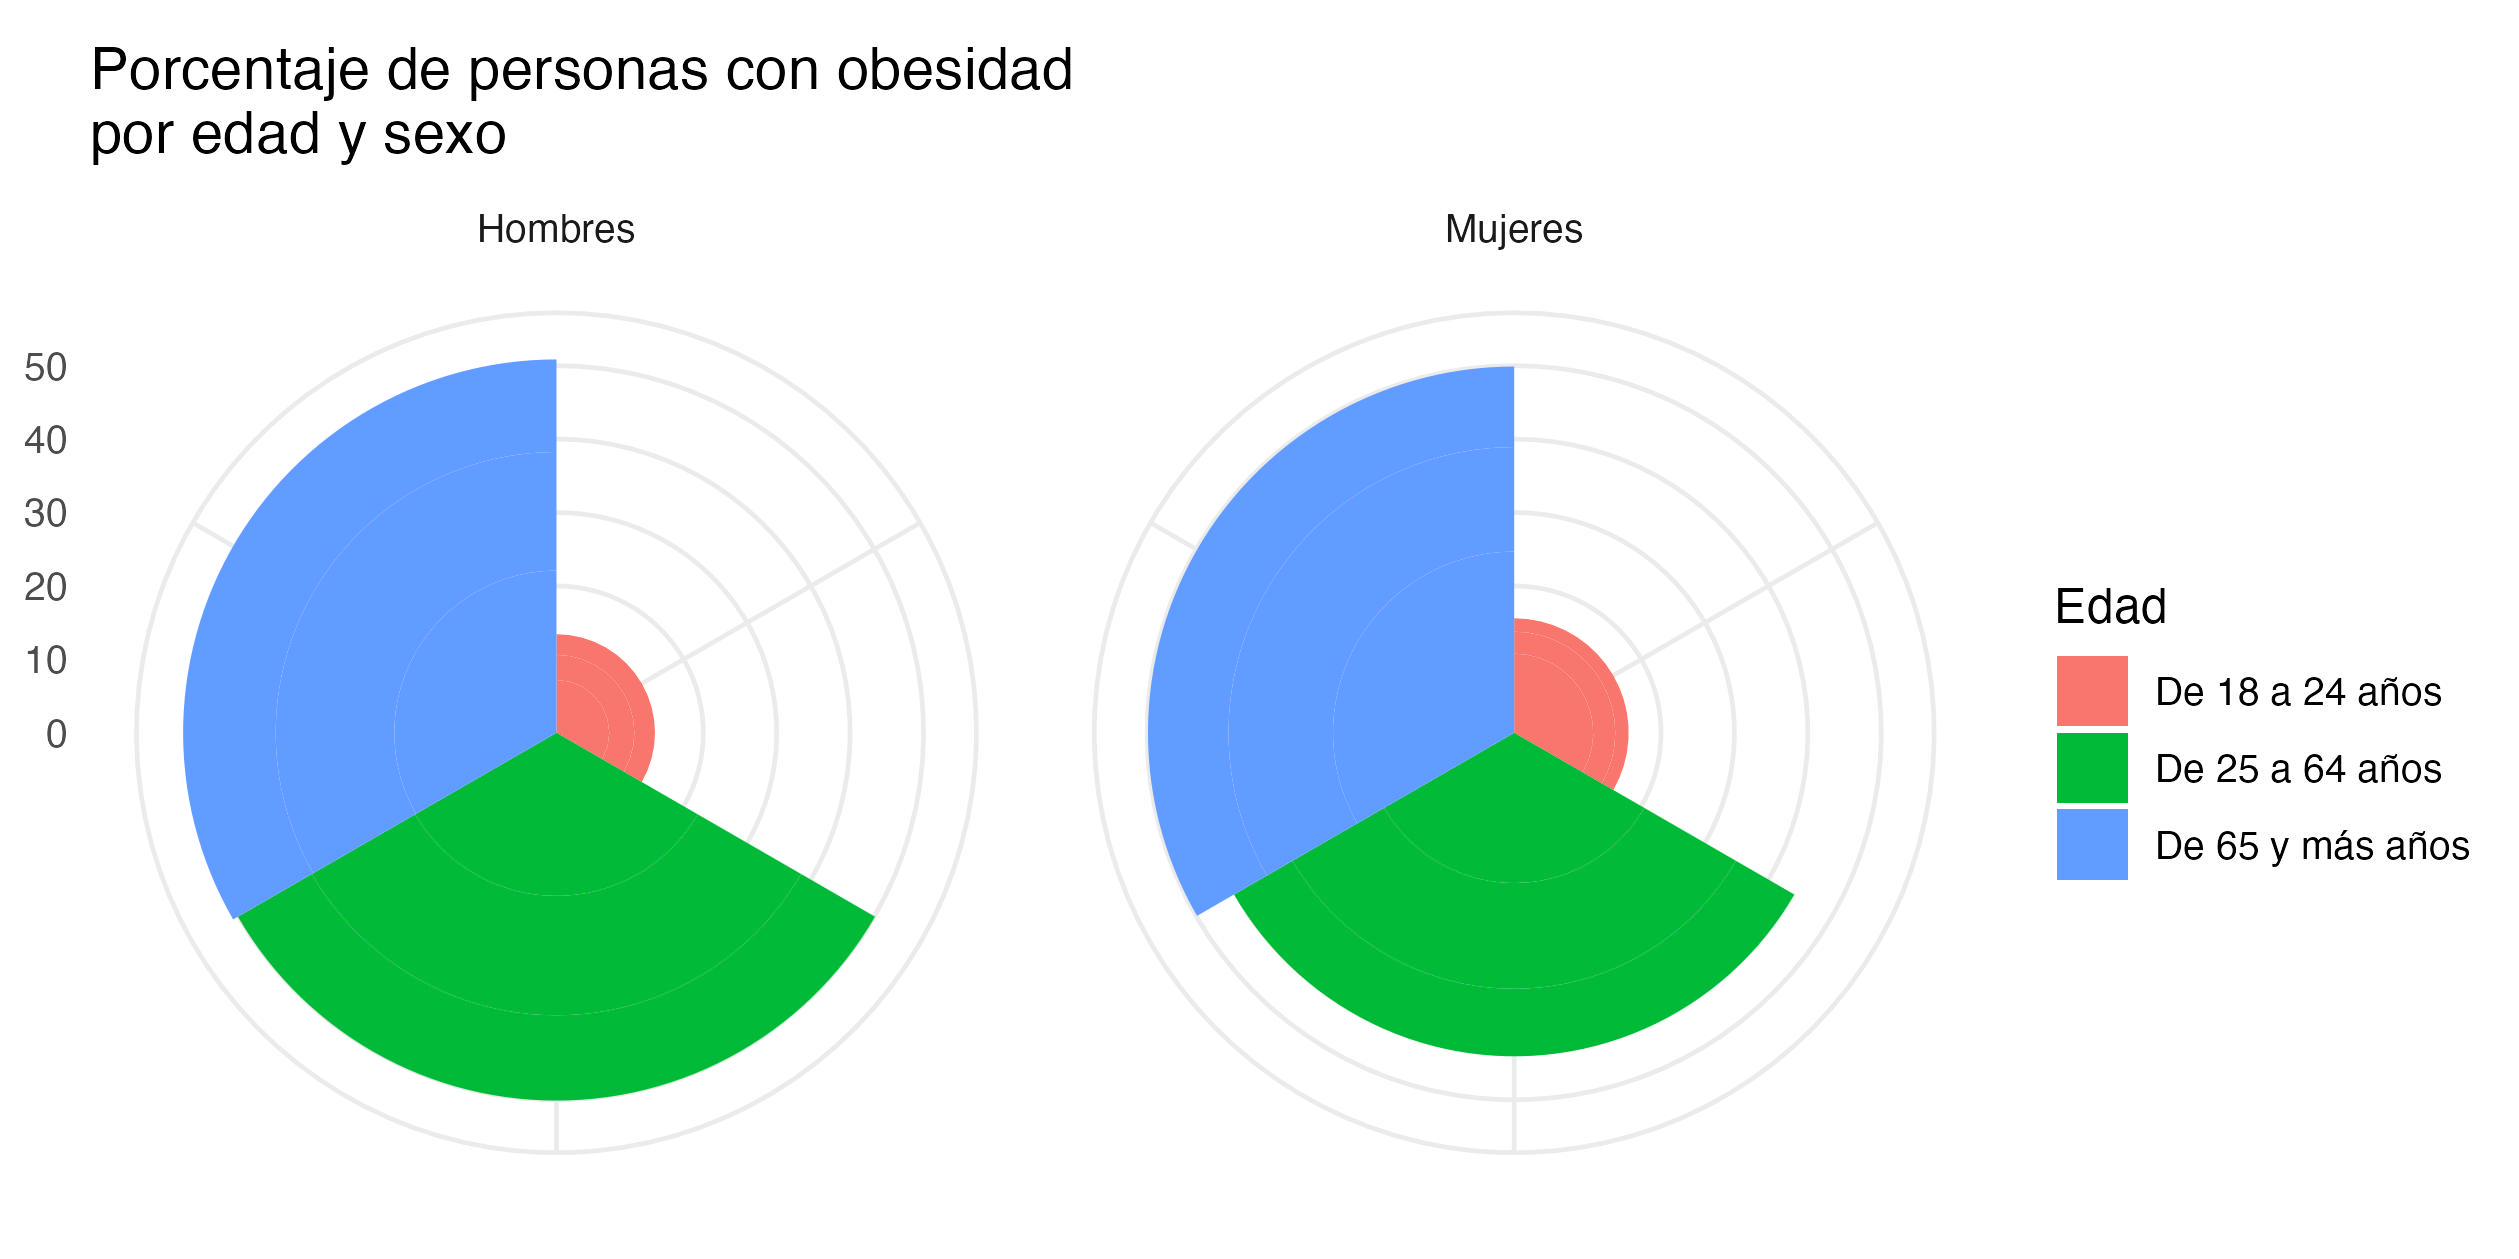 Porcentaje de personas con obesidad
por edad y sexo
Hombres
Mujeres
50
40
30
20
10
0
Edad
De 18 a 24 años
De 25 a 64 años
De 65 y más años